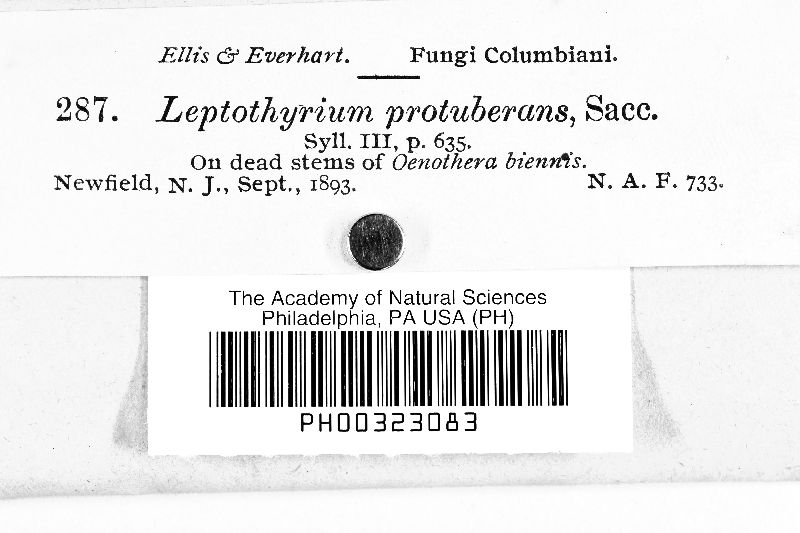 Ellis & Everhart. Fungi Columbiani.
287. Leptothyrium protuberans, Sacc.
Syll. III, p. 635.
On dead stems of Oenothera biennis.
Newfield, N. J., Sept., 1893. N. A. F. 733.
The Academy of Natural Sciences
Philadelphia, PA USA (PH)
PH00323083